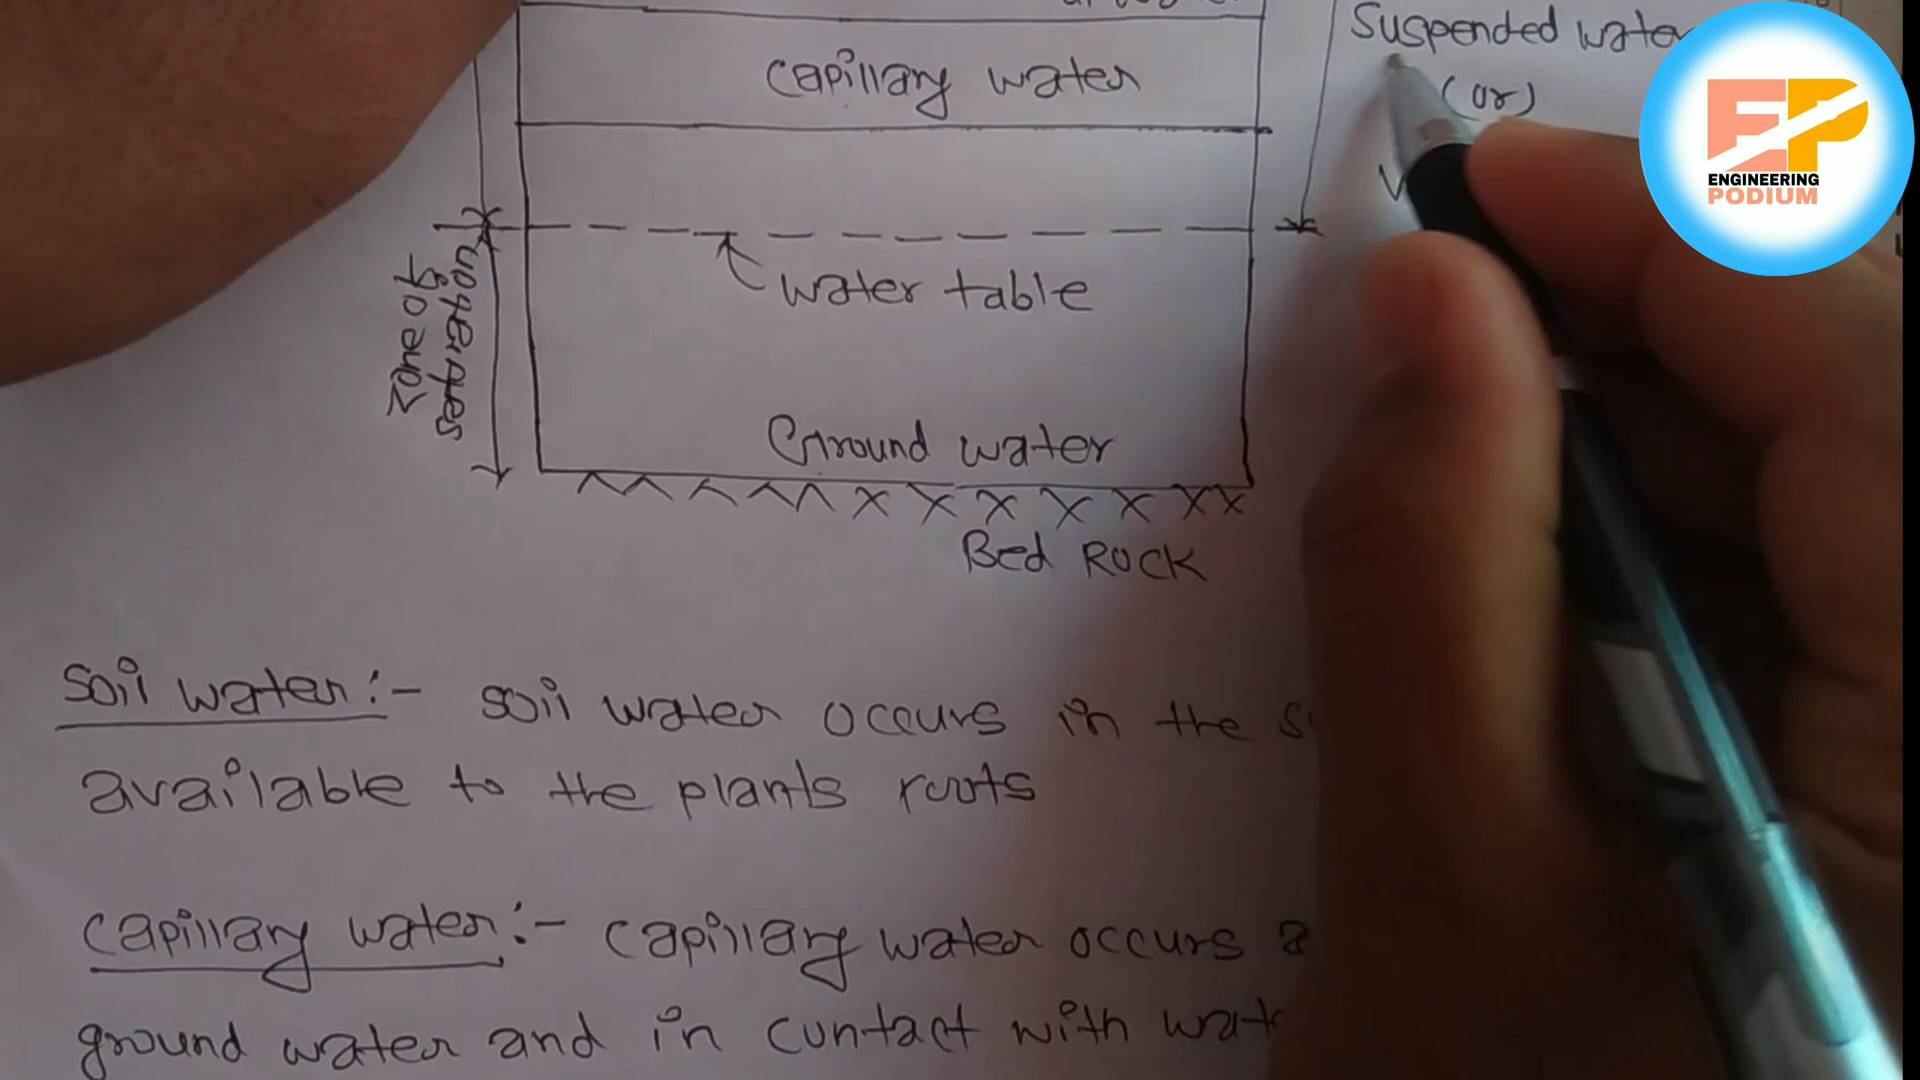 Suspended water
Capillary water
(or)
ENGINEERING
PODIUM
water table
Zone of
saturation
Ground water
Bed Rock
Soil water:- soil water occurs in the
available to the plants roots
Capillary water:- Capillary water occurs
ground water and in contact with